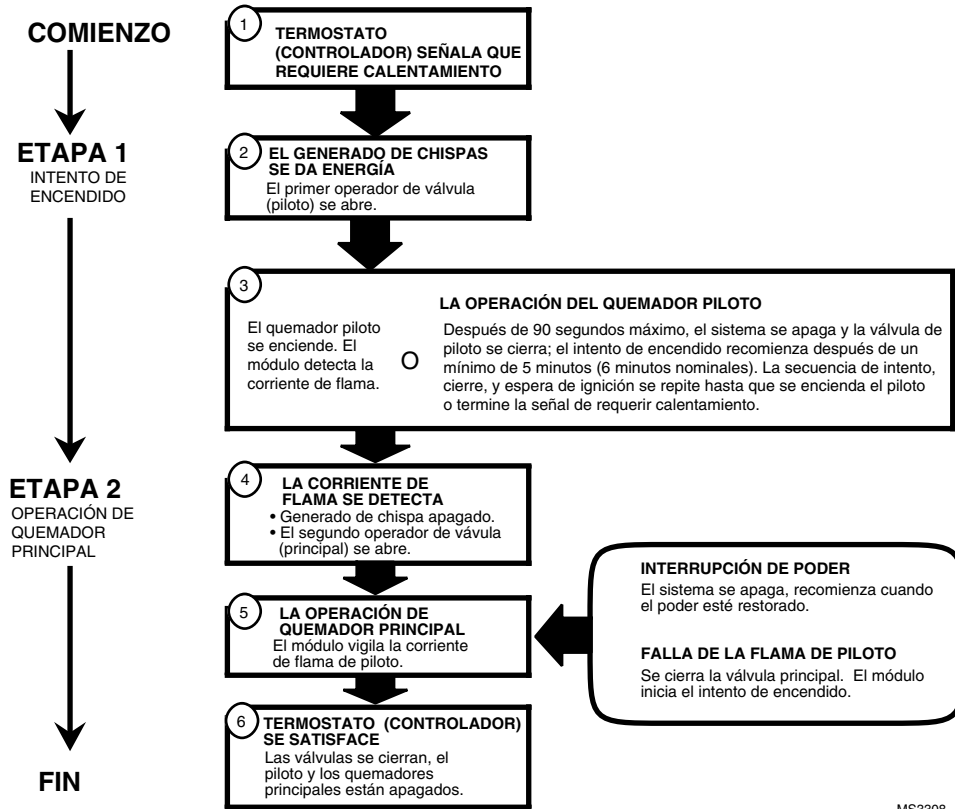 COMIENZO
1
TERMOSTATO
(CONTROLADOR) SEÑALA QUE
REQUIERE CALENTAMIENTO
ETAPA 1
INTENTO DE
ENCENDIDO
2
EL GENERADO DE CHISPAS
SE DA ENERGÍA
El primer operador de válvula
(piloto) se abre.
3
El quemador piloto
se enciende. El
módulo detecta la
corriente de flama.
O
LA OPERACIÓN DEL QUEMADOR PILOTO
Después de 90 segundos máximo, el sistema se apaga y la válvula de
piloto se cierra; el intento de encendido recomienza después de un
mínimo de 5 minutos (6 minutos nominales). La secuencia de intento,
cierre, y espera de ignición se repite hasta que se encienda el piloto
o termine la señal de requerir calentamiento.
ETAPA 2
OPERACIÓN DE
QUEMADOR
PRINCIPAL
4
LA CORRIENTE DE
FLAMA SE DETECTA
• Generado de chispa apagado.
• El segundo operador de vávula
(principal) se abre.
5
LA OPERACIÓN DE
QUEMADOR PRINCIPAL
El módulo vigila la corriente
de flama de piloto.
INTERRUPCIÓN DE PODER
El sistema se apaga, recomienza cuando
el poder esté restorado.
FALLA DE LA FLAMA DE PILOTO
Se cierra la válvula principal. El módulo
inicia el intento de encendido.
6
TERMOSTATO (CONTROLADOR)
SE SATISFACE
Las válvulas se cierran, el
piloto y los quemadores
principales están apagados.
FIN